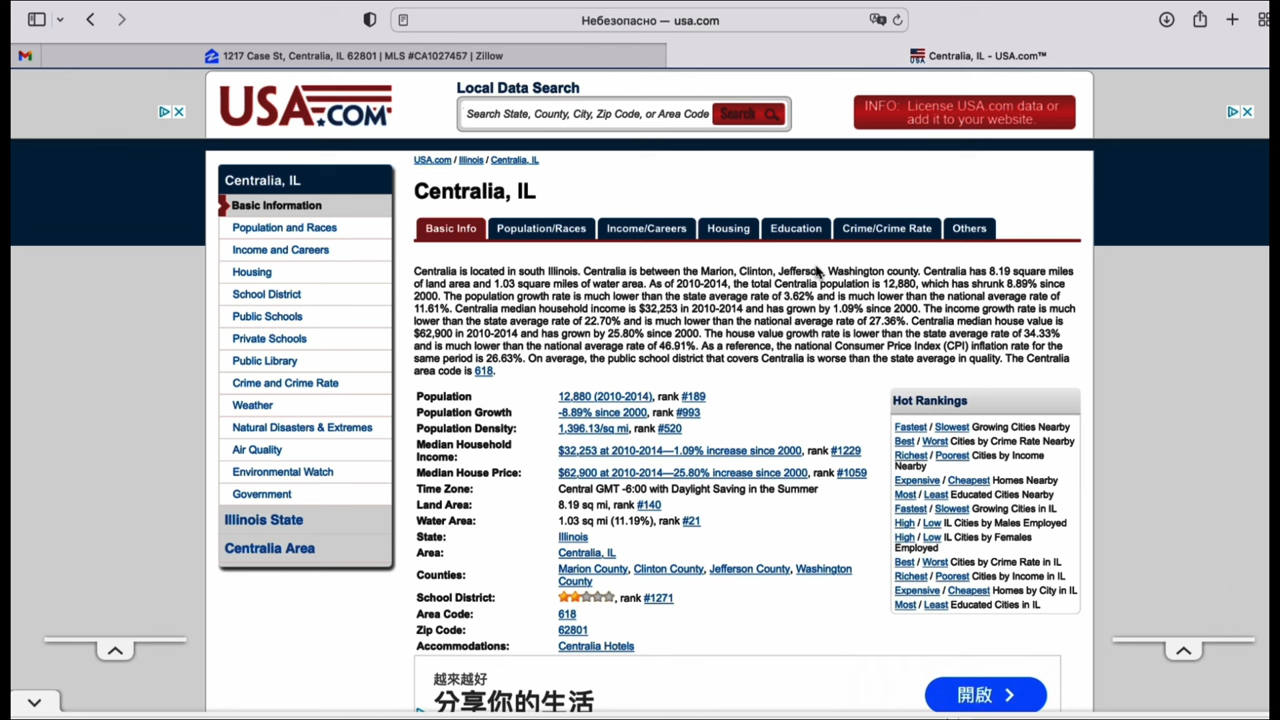 Небезопасно — usa.com
1217 Case St, Centralia, IL 62801 | MLS #CA1027457 | Zillow
Centralia, IL - USA.com™
USA.COM
Local Data Search
Search State, County, City, Zip Code, or Area Code
Search
INFO: License USA.com data or
add it to your website.
USA.com / Illinois / Centralia, IL
Centralia, IL
Basic Information
Population and Races
Income and Careers
Housing
School District
Public Schools
Private Schools
Public Library
Crime and Crime Rate
Weather
Natural Disasters & Extremes
Air Quality
Environmental Watch
Government
Illinois State
Centralia Area
Centralia, IL
Basic Info
Population/Races
Income/Careers
Housing
Education
Crime/Crime Rate
Others
Centralia is located in south Illinois. Centralia is between the Marion, Clinton, Jefferson, Washington county. Centralia has 8.19 square miles
of land area and 1.03 square miles of water area. As of 2010-2014, the total Centralia population is 12,880, which has shrunk 8.89% since
2000. The population growth rate is much lower than the state average rate of 3.62% and is much lower than the national average rate of
11.61%. Centralia median household income is $32,253 in 2010-2014 and has grown by 1.09% since 2000. The income growth rate is much
lower than the state average rate of 22.70% and is much lower than the national average rate of 27.36%. Centralia median house value is
$62,900 in 2010-2014 and has grown by 25.80% since 2000. The house value growth rate is lower than the state average rate of 34.33%
and is much lower than the national average rate of 46.91%. As a reference, the national Consumer Price Index (CPI) inflation rate for the
same period is 26.63%. On average, the public school district that covers Centralia is worse than the state average in quality. The Centralia
area code is 618.
Population 12,880 (2010-2014), rank #189
Population Growth -8.89% since 2000, rank #993
Population Density: 1,396.13/sq mi, rank #520
Median Household
Income: $32,253 at 2010-2014—1.09% increase since 2000, rank #1229
Median House Price: $62,900 at 2010-2014—25.80% increase since 2000, rank #1059
Time Zone: Central GMT -6:00 with Daylight Saving in the Summer
Land Area: 8.19 sq mi, rank #140
Water Area: 1.03 sq mi (11.19%), rank #21
State: Illinois
Area: Centralia, IL
Counties: Marion County, Clinton County, Jefferson County, Washington
County
School District: rank #1271
Area Code: 618
Zip Code: 62801
Accommodations: Centralia Hotels
Hot Rankings
Fastest / Slowest Growing Cities Nearby
Best / Worst Cities by Crime Rate Nearby
Richest / Poorest Cities by Income
Nearby
Expensive / Cheapest Homes Nearby
Most / Least Educated Cities Nearby
Fastest / Slowest Growing Cities in IL
High / Low IL Cities by Males Employed
High / Low IL Cities by Females
Employed
Best / Worst Cities by Crime Rate in IL
Richest / Poorest Cities by Income in IL
Expensive / Cheapest Homes by City in IL
Most / Least Educated Cities in IL
越來越好
分享你的生活
開啟